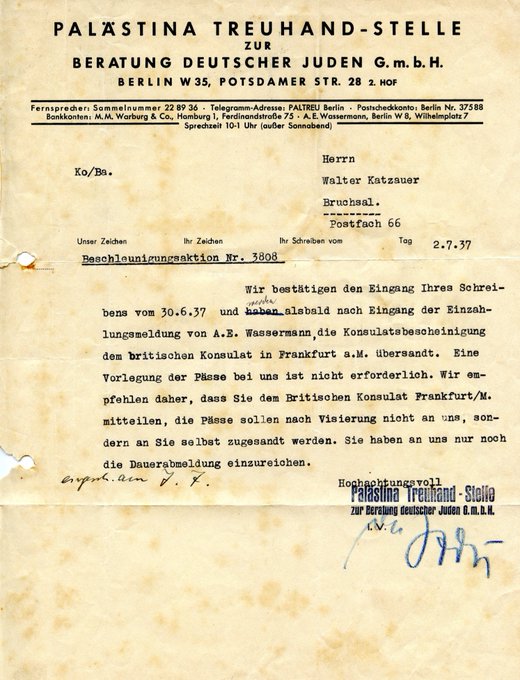 PALÄSTINA TREUHAND-STELLE
ZUR
BERATUNG DEUTSCHER JUDEN G.m.b.H.
BERLIN W35, POTSDAMER STR. 28 2. HOF
Fernsprecher: Sammelnummer 22 89 36 · Telegramm-Adresse: PALTREU Berlin · Postscheckkonto: Berlin Nr. 37588
Bankkonten: M.M. Warburg & Co., Hamburg 1, Ferdinandstraße 75 · A.E. Wassermann, Berlin W 8, Wilhelmplatz 7
Sprechzeit 10-1 Uhr (außer Sonnabend)
Herrn
Ko/Ba.
Walter Katzauer
Bruchsal.
Postfach 66
Unser Zeichen Ihr Zeichen Ihr Schreiben vom Tag 2.7.37
Beschleunigungsaktion Nr. 3808
Wir bestätigen den Eingang Ihres Schrei-
werden
bens vom 30.6.37 und haben alsbald nach Eingang der Einzah-
lungsmeldung von A.E. Wassermann, die Konsulatsbescheinigung
dem britischen Konsulat in Frankfurt a.M. übersandt. Eine
Vorlegung der Pässe bei uns ist nicht erforderlich. Wir em-
pfehlen daher, dass Sie dem Britischen Konsulat Frankfurt/M.
mitteilen, die Pässe sollen nach Visierung nicht an uns, son-
dern an Sie selbst zugesandt werden. Sie haben an uns nur noch
die Dauerabmeldung einzureichen.
Hochachtungsvoll
Palästina Treuhand-Stelle
zur Beratung deutscher Juden G.m.b.H.
I.V.